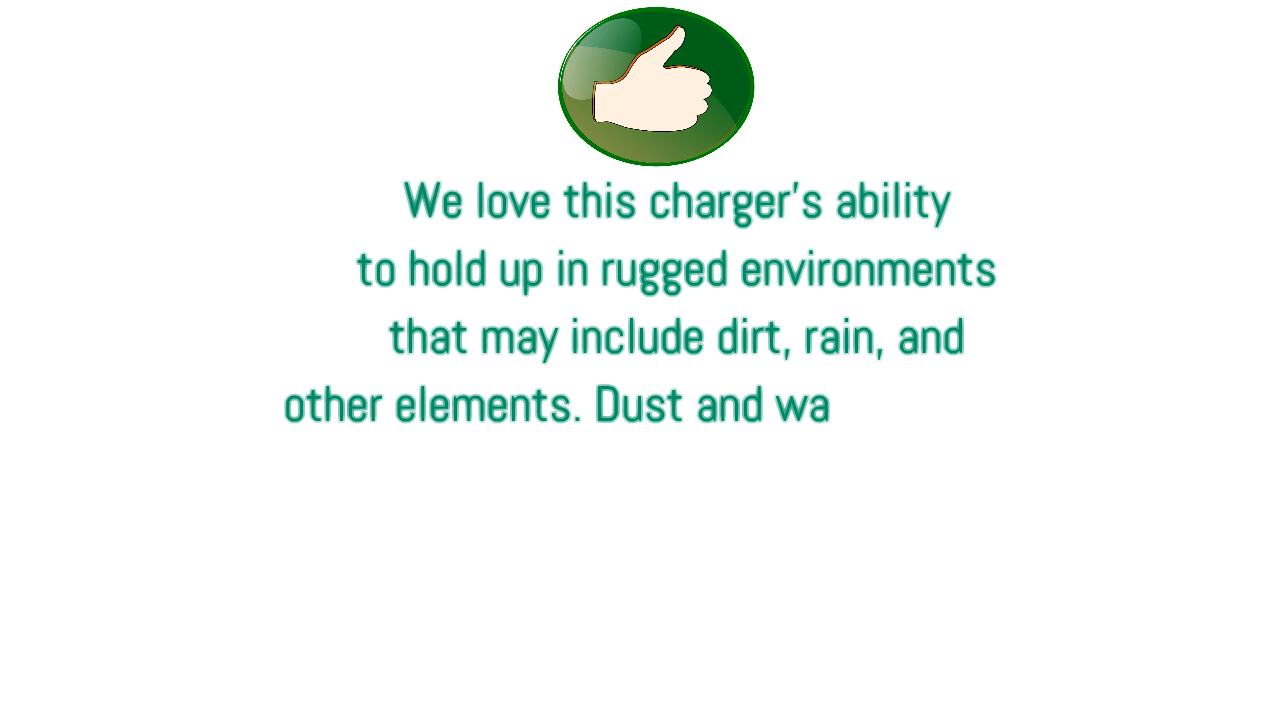 We love this charger's ability
to hold up in rugged environments
that may include dirt, rain, and
other elements. Dust and wa